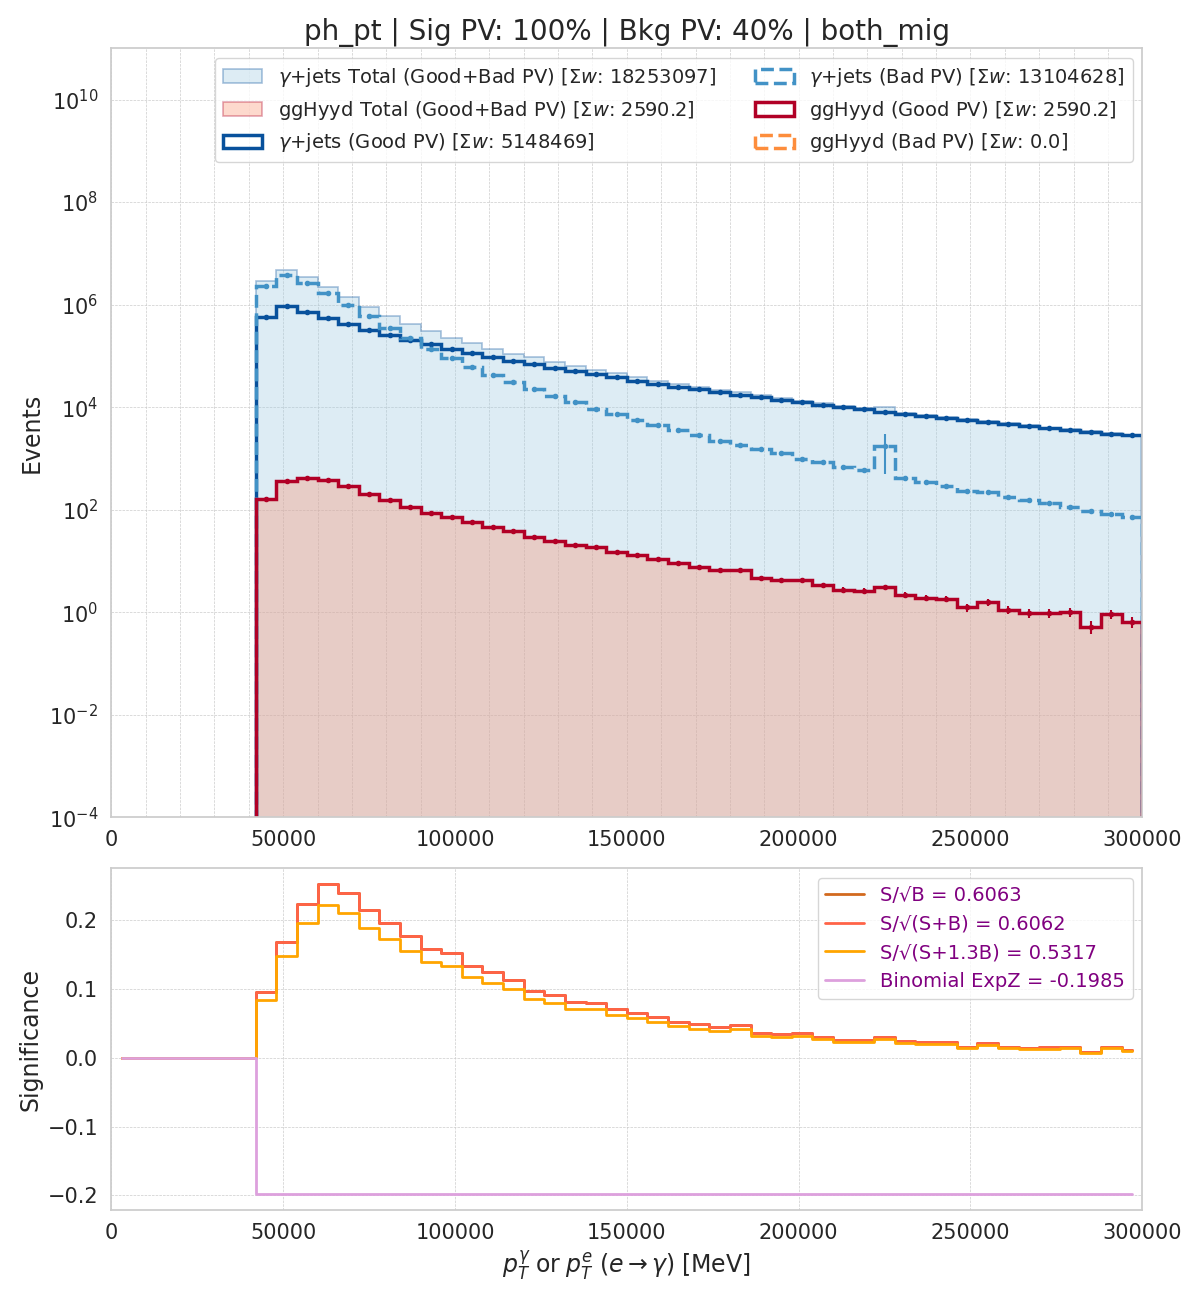 ph_pt | Sig PV: 100% | Bkg PV: 40% | both_mig
γ+jets Total (Good+Bad PV) [Σw: 18253097]
ggHyyd Total (Good+Bad PV) [Σw: 2590.2]
γ+jets (Good PV) [Σw: 5148469]
γ+jets (Bad PV) [Σw: 13104628]
ggHyyd (Good PV) [Σw: 2590.2]
ggHyyd (Bad PV) [Σw: 0.0]
Events
10^10
10^8
10^6
10^4
10^2
10^0
10^−2
10^−4
0 50000 100000 150000 200000 250000 300000
S/√B = 0.6063
S/√(S+B) = 0.6062
S/√(S+1.3B) = 0.5317
Binomial ExpZ = -0.1985
Significance
0.2
0.1
0.0
−0.1
−0.2
0 50000 100000 150000 200000 250000 300000
p_T^γ or p_T^e (e→γ) [MeV]